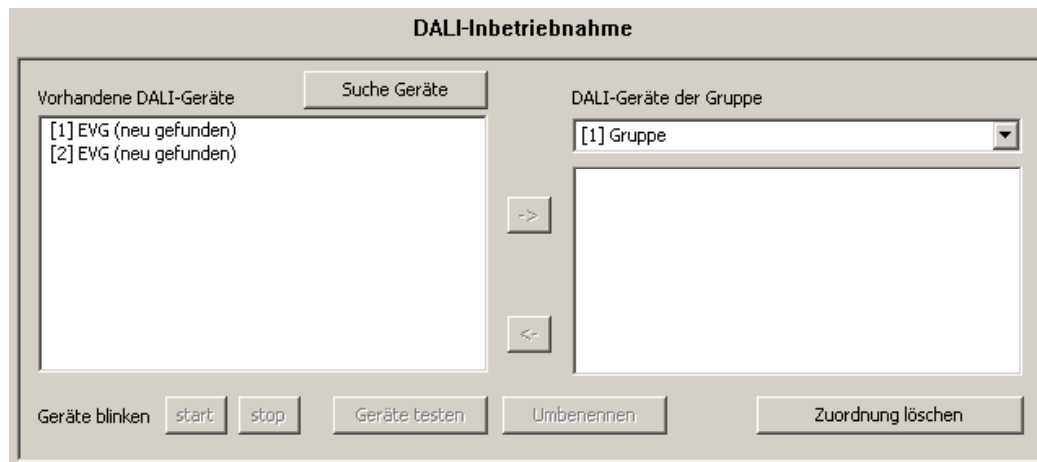 DALI-Inbetriebnahme
Vorhandene DALI-Geräte
Suche Geräte
[1] EVG (neu gefunden)
[2] EVG (neu gefunden)
->
<-
DALI-Geräte der Gruppe
[1] Gruppe
Geräte blinken
start
stop
Geräte testen
Umbenennen
Zuordnung löschen